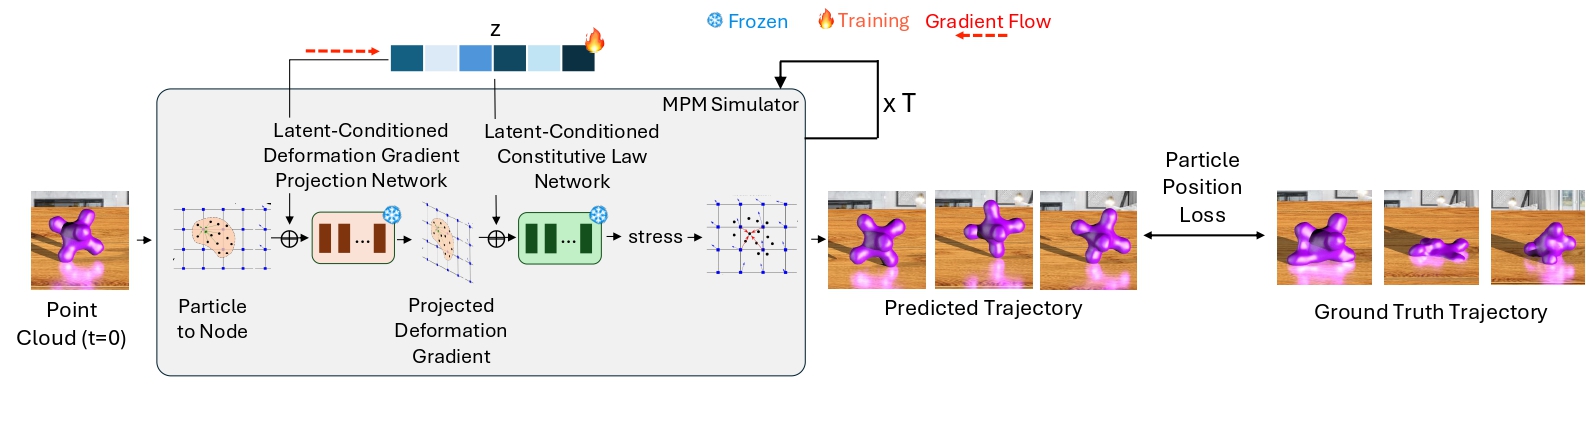 Frozen
Training
Gradient Flow
z
MPM Simulator
x T
Latent-Conditioned
Deformation Gradient
Projection Network
Latent-Conditioned
Constitutive Law
Network
stress
Particle
to Node
Projected
Deformation
Gradient
Point
Cloud (t=0)
Predicted Trajectory
Particle
Position
Loss
Ground Truth Trajectory